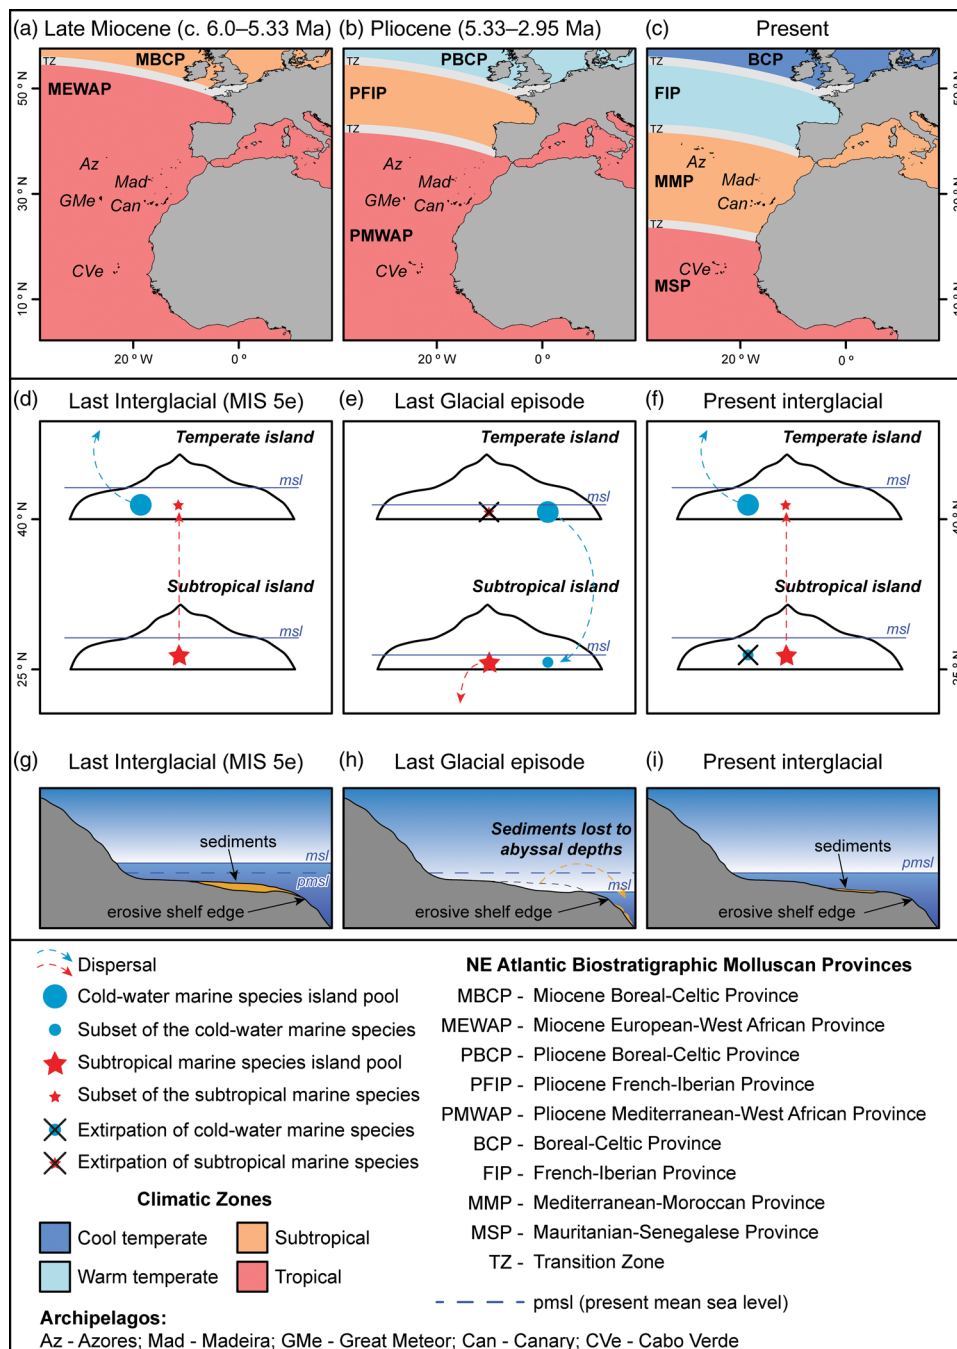 (a) Late Miocene (c. 6.0–5.33 Ma)
(b) Pliocene (5.33–2.95 Ma)
(c) Present
TZ
MBCP
MEWAP
50° N
30° N
10° N
Az
Mad
GMe
Can
CVe
20° W
0°
PBCP
PFIP
TZ
Az
Mad
GMe
Can
PMWAP
CVe
20° W
0°
TZ
BCP
FIP
TZ
Az
MMP
Mad
Can
TZ
CVe
MSP
50° N
20° N
10° N
20° W
0°
(d) Last Interglacial (MIS 5e)
(e) Last Glacial episode
(f) Present interglacial
Temperate island
msl
40° N
Subtropical island
msl
25° N
Temperate island
msl
Subtropical island
msl
Temperate island
msl
40° N
Subtropical island
msl
25° N
(g) Last Interglacial (MIS 5e)
(h) Last Glacial episode
(i) Present interglacial
sediments
msl
pmsl
erosive shelf edge
Sediments lost to
abyssal depths
msl
erosive shelf edge
pmsl
sediments
erosive shelf edge
Dispersal
Cold-water marine species island pool
Subset of the cold-water marine species
Subtropical marine species island pool
Subset of the subtropical marine species
Extirpation of cold-water marine species
Extirpation of subtropical marine species
Climatic Zones
Cool temperate
Subtropical
Warm temperate
Tropical
NE Atlantic Biostratigraphic Molluscan Provinces
MBCP - Miocene Boreal-Celtic Province
MEWAP - Miocene European-West African Province
PBCP - Pliocene Boreal-Celtic Province
PFIP - Pliocene French-Iberian Province
PMWAP - Pliocene Mediterranean-West African Province
BCP - Boreal-Celtic Province
FIP - French-Iberian Province
MMP - Mediterranean-Moroccan Province
MSP - Mauritanian-Senegalese Province
TZ - Transition Zone
pmsl (present mean sea level)
Archipelagos:
Az - Azores; Mad - Madeira; GMe - Great Meteor; Can - Canary; CVe - Cabo Verde